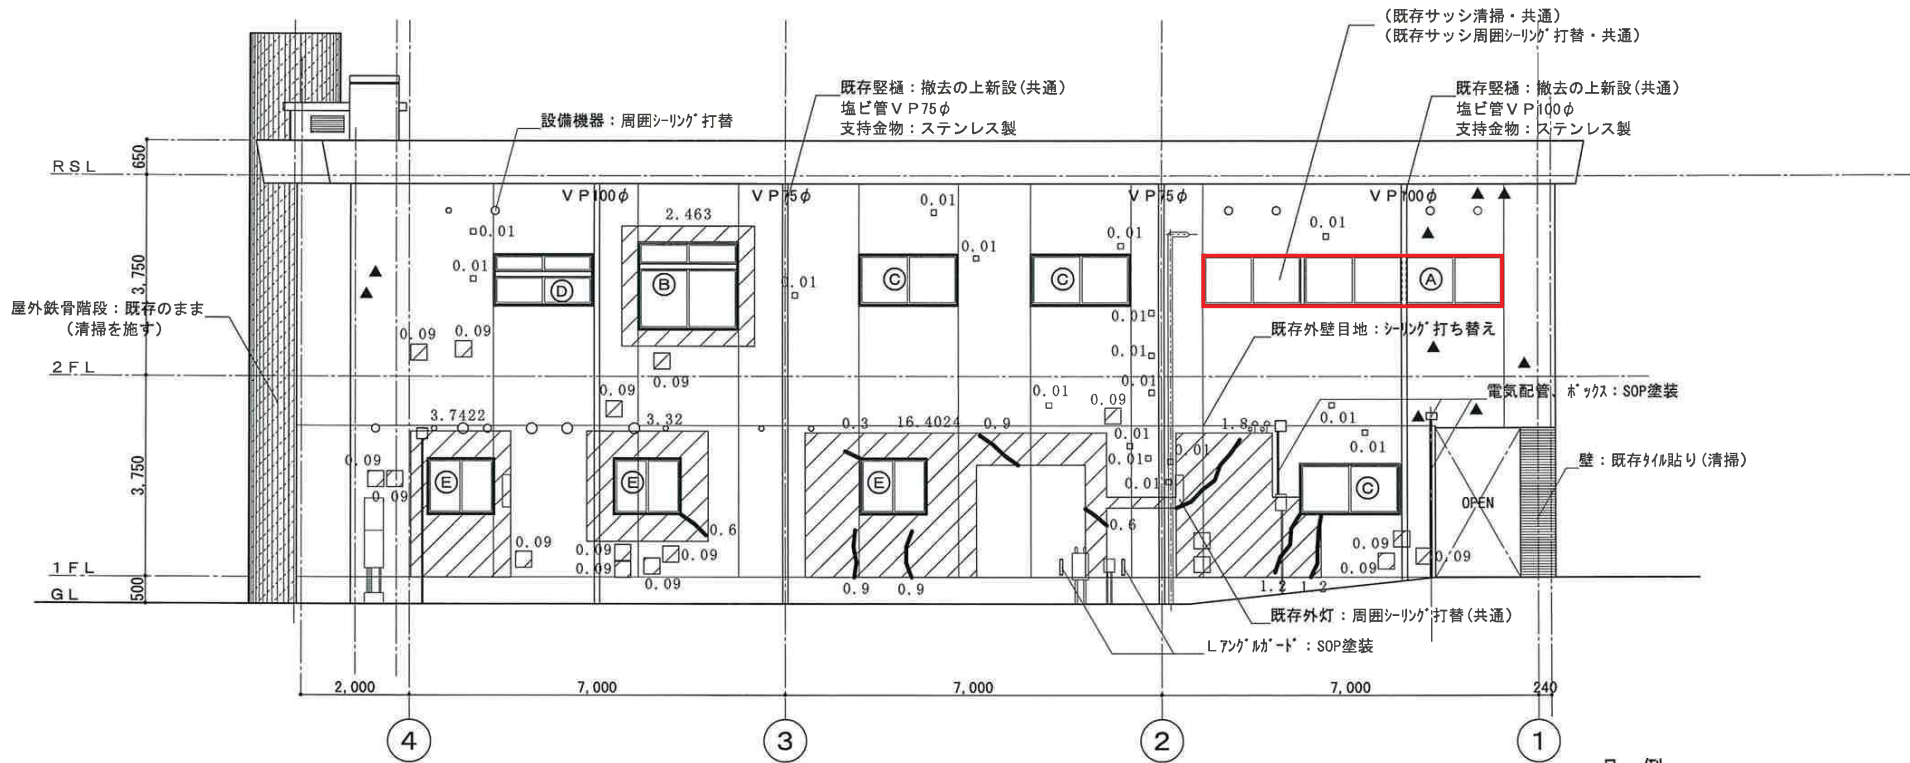 (既存サッシ清掃・共通)
(既存サッシ周囲ｼｰﾘﾝｸﾞ打替・共通)
既存竪樋：撤去の上新設(共通)
塩ビ管ＶＰ75φ
支持金物：ステンレス製
既存竪樋：撤去の上新設(共通)
塩ビ管ＶＰ100φ
支持金物：ステンレス製
設備機器：周囲ｼｰﾘﾝｸﾞ打替
650
ＲＳＬ
ＶＰ100φ
ＶＰ75φ
ＶＰ75φ
ＶＰ100φ
2.463
0.01
0.01
0.01
0.01
0.01
0.01
0.01
3,750
Ⓓ
Ⓑ
Ⓒ
Ⓒ
Ⓐ
屋外鉄骨階段：既存のまま
(清掃を施す)
0.01
既存外壁目地：ｼｰﾘﾝｸﾞ打ち替え
0.09
0.09
0.01
２ＦＬ
0.09
0.01
0.01
電気配管、ﾎﾞｯｸｽ：SOP塗装
0.09
0.09
3.7422
3.32
0.3
16.4024
0.9
0.01
1.8
0.01
0.01
0.01
0.01
3,750
0.09
0.09
Ⓔ
Ⓔ
Ⓔ
0.01
Ⓒ
壁：既存ﾀｲﾙ貼り(清掃)
OPEN
0.6
0.6
0.09
0.09
0.09
0.09
0.09
0.09
0.09
0.09
１ＦＬ
0.9
0.9
1.2
1.2
500
ＧＬ
既存外灯：周囲ｼｰﾘﾝｸﾞ打替(共通)
Ｌｱﾝｸﾞﾙｶﾞｰﾄﾞ：SOP塗装
2,000
7,000
7,000
7,000
240
④
③
②
①